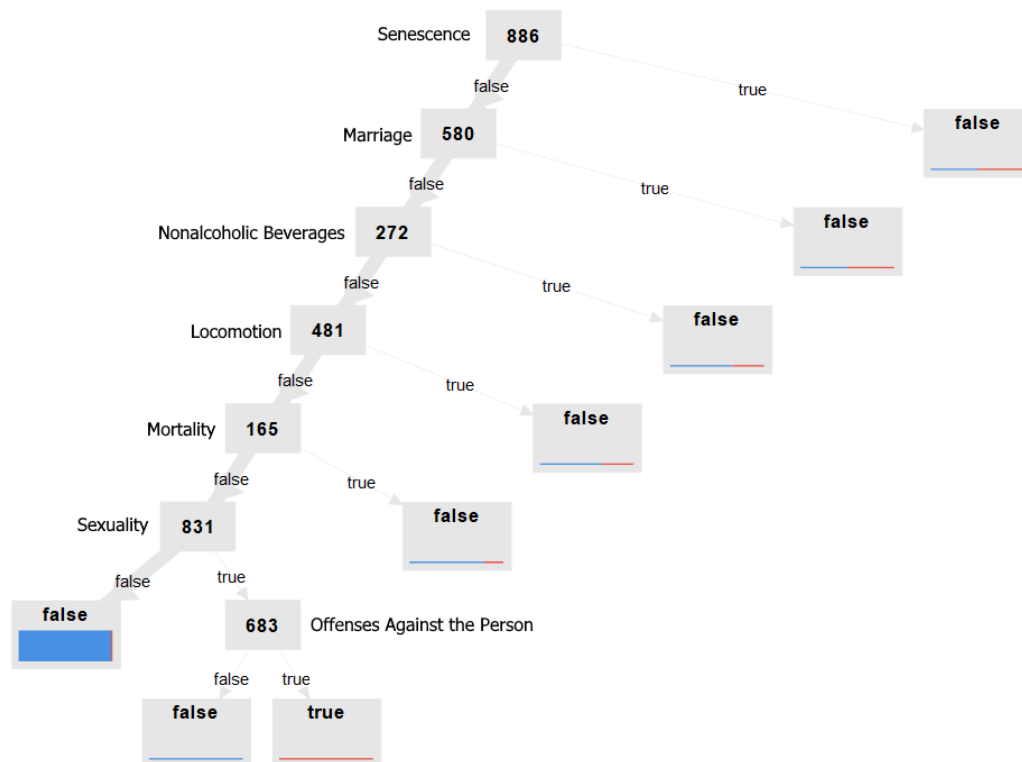 Senescence 886
false true
false
Marriage 580
false true
false
Nonalcoholic Beverages 272
false true
false
Locomotion 481
false true
false
Mortality 165
false true
false
Sexuality 831
false true
false
683 Offenses Against the Person
false true
false true